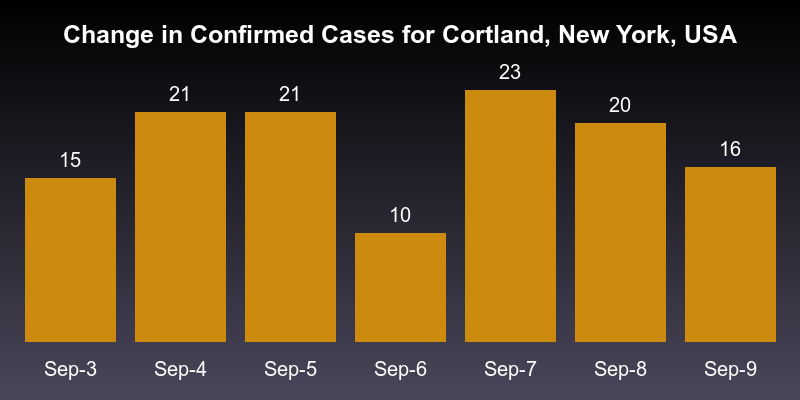 Change in Confirmed Cases for Cortland, New York, USA
15
21
21
10
23
20
16
Sep-3
Sep-4
Sep-5
Sep-6
Sep-7
Sep-8
Sep-9